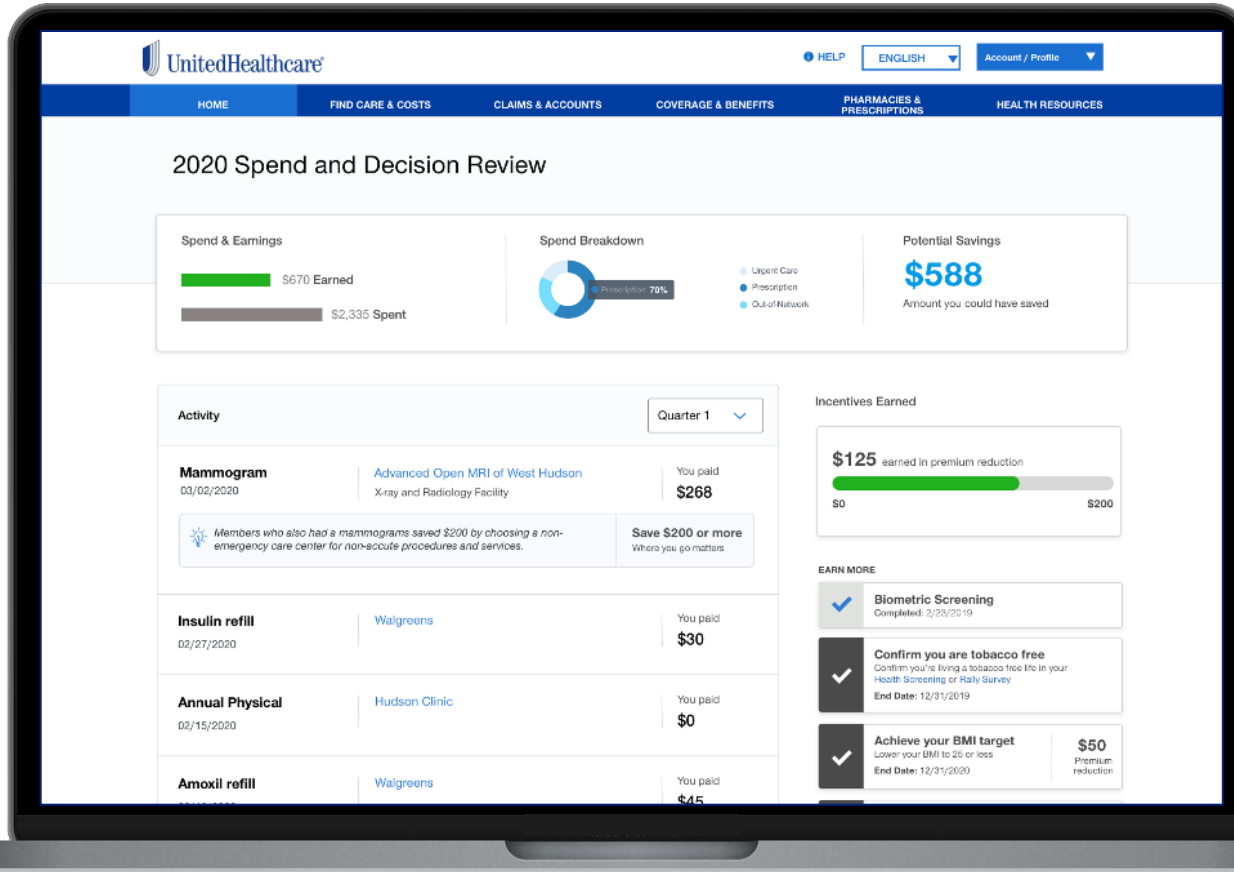 UnitedHealthcare®
HELP
ENGLISH
Account / Profile
HOME
FIND CARE & COSTS
CLAIMS & ACCOUNTS
COVERAGE & BENEFITS
PHARMACIES &
PRESCRIPTIONS
HEALTH RESOURCES
2020 Spend and Decision Review
Spend & Earnings
$670 Earned
$2,335 Spent
Spend Breakdown
Prescription 70%
Urgent Care
Prescription
Out-of-Network
Potential Savings
$588
Amount you could have saved
Activity
Quarter 1
Mammogram
03/02/2020
Advanced Open MRI of West Hudson
X-ray and Radiology Facility
You paid
$268
Members who also had a mammograms saved $200 by choosing a non-
emergency care center for non-accute procedures and services.
Save $200 or more
Where you go matters
Insulin refill
02/27/2020
Walgreens
You paid
$30
Annual Physical
02/15/2020
Hudson Clinic
You paid
$0
Amoxil refill
Walgreens
You paid
$45
Incentives Earned
$125 earned in premium reduction
$0
$200
EARN MORE
Biometric Screening
Completed: 2/23/2019
Confirm you are tobacco free
Confirm you're living a tobacco free life in your
Health Screening or Rally Survey
End Date: 12/31/2019
Achieve your BMI target
Lower your BMI to 25 or less
End Date: 12/31/2020
$50
Premium
reduction